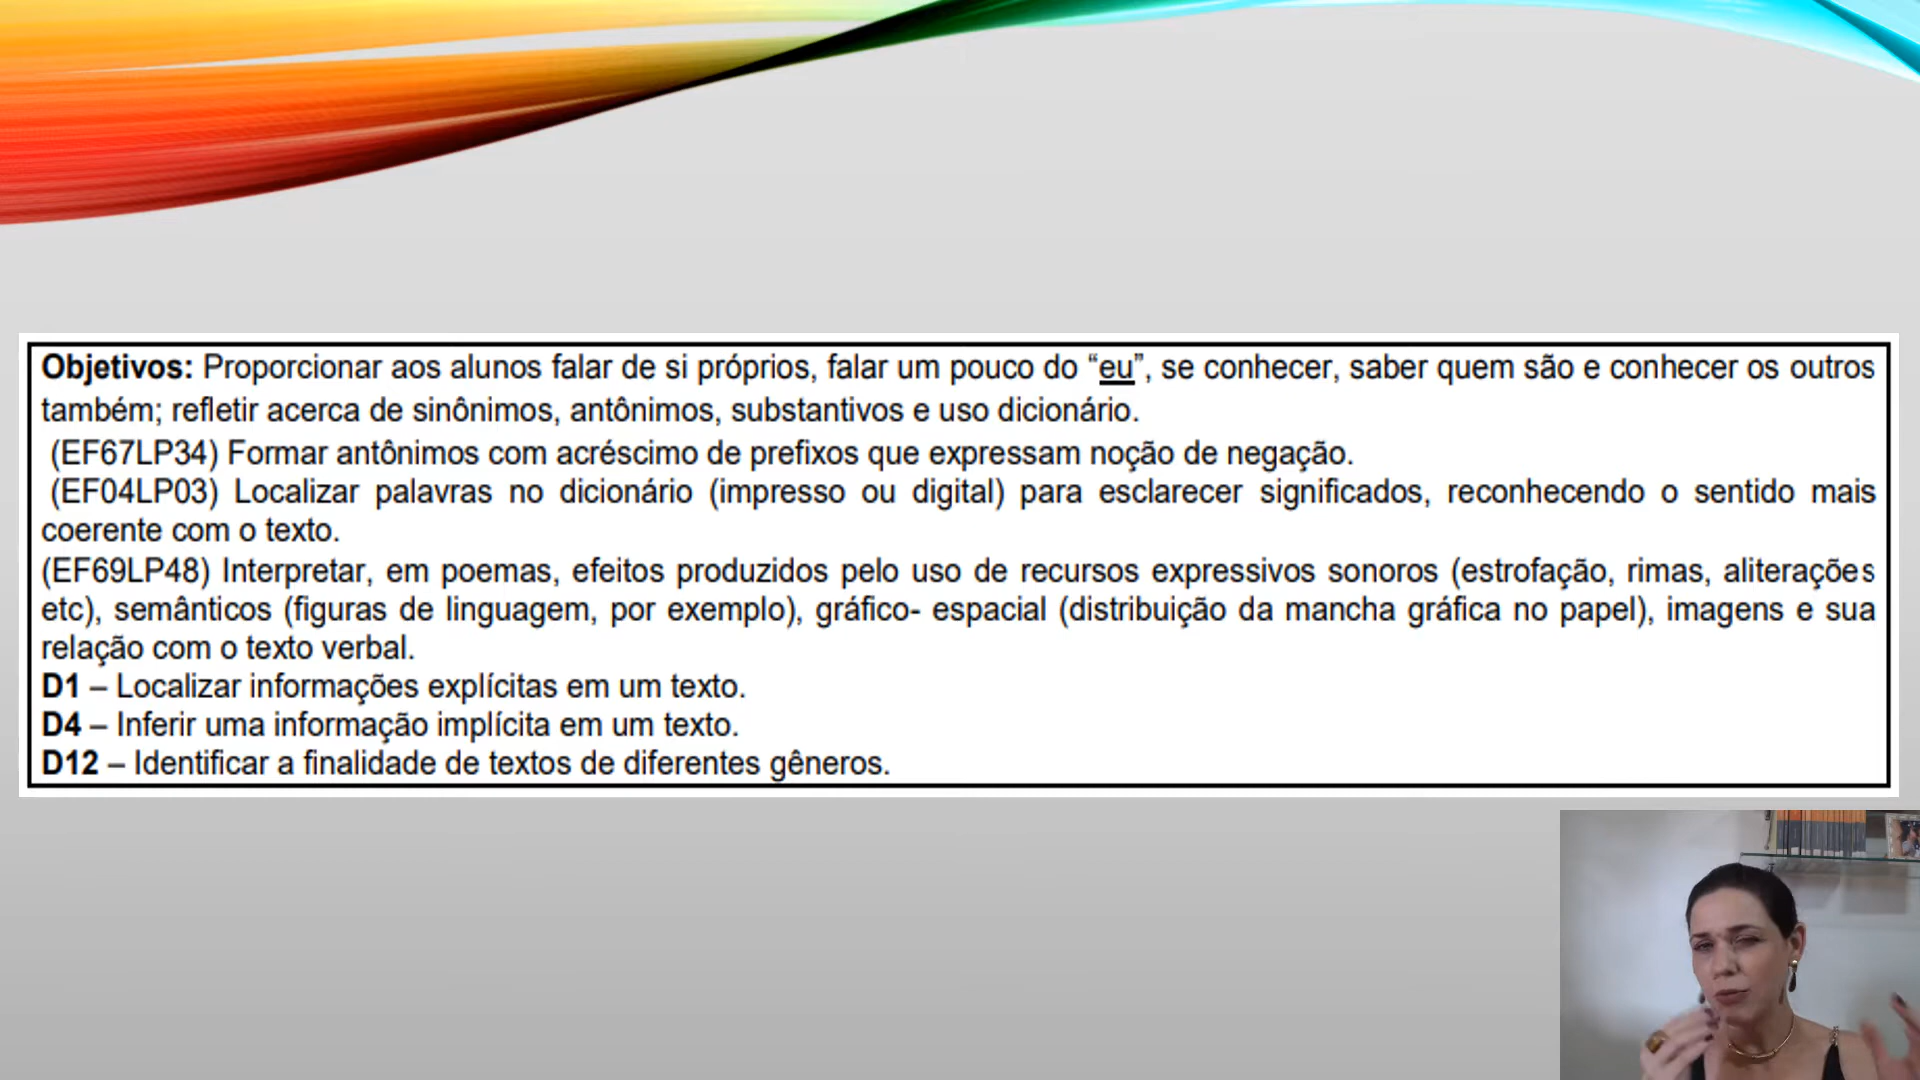 Objetivos: Proporcionar aos alunos falar de si próprios, falar um pouco do “eu”, se conhecer, saber quem são e conhecer os outros
também; refletir acerca de sinônimos, antônimos, substantivos e uso dicionário.
(EF67LP34) Formar antônimos com acréscimo de prefixos que expressam noção de negação.
(EF04LP03) Localizar palavras no dicionário (impresso ou digital) para esclarecer significados, reconhecendo o sentido mais
coerente com o texto.
(EF69LP48) Interpretar, em poemas, efeitos produzidos pelo uso de recursos expressivos sonoros (estrofação, rimas, aliterações
etc), semânticos (figuras de linguagem, por exemplo), gráfico- espacial (distribuição da mancha gráfica no papel), imagens e sua
relação com o texto verbal.
D1 – Localizar informações explícitas em um texto.
D4 – Inferir uma informação implícita em um texto.
D12 – Identificar a finalidade de textos de diferentes gêneros.